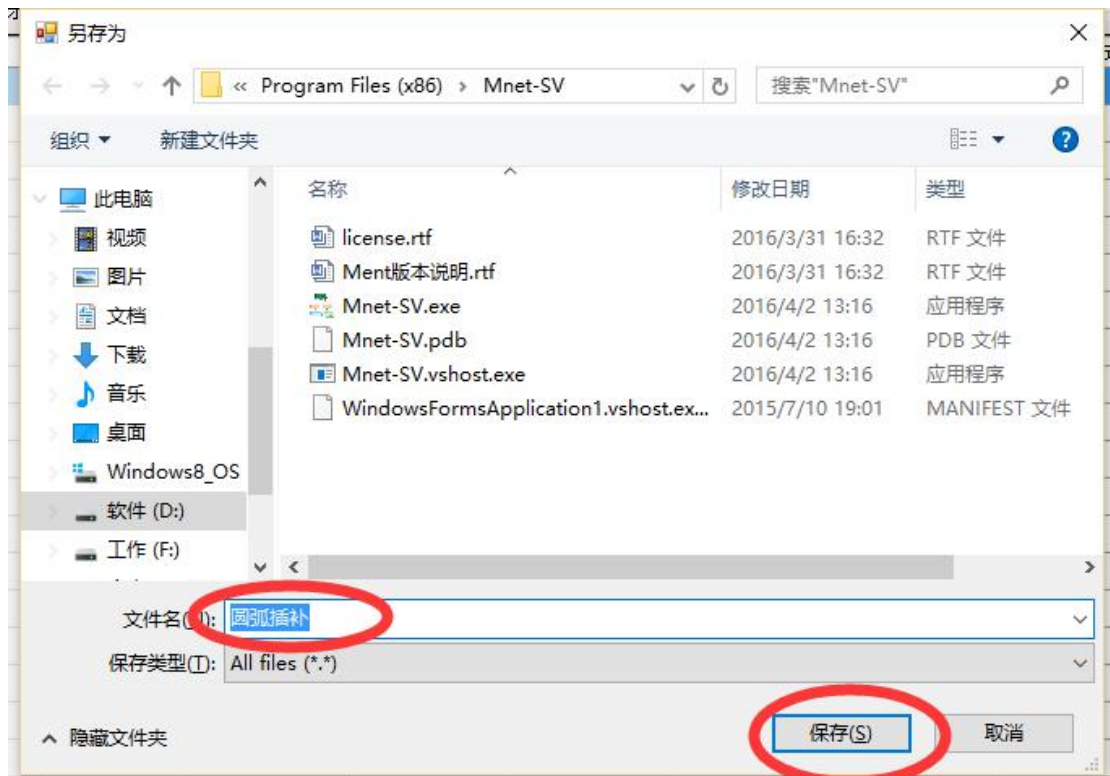 另存为
« Program Files (x86) › Mnet-SV
搜索"Mnet-SV"
组织 新建文件夹
此电脑
视频
图片
文档
下载
音乐
桌面
Windows8_OS
软件 (D:)
工作 (F:)
名称 修改日期 类型
license.rtf 2016/3/31 16:32 RTF 文件
Ment版本说明.rtf 2016/3/31 16:32 RTF 文件
Mnet-SV.exe 2016/4/2 13:16 应用程序
Mnet-SV.pdb 2016/4/2 13:16 PDB 文件
Mnet-SV.vshost.exe 2016/4/2 13:16 应用程序
WindowsFormsApplication1.vshost.ex... 2015/7/10 19:01 MANIFEST 文件
文件名(N): 圆弧插补
保存类型(T): All files (*.*)
隐藏文件夹
保存(S) 取消